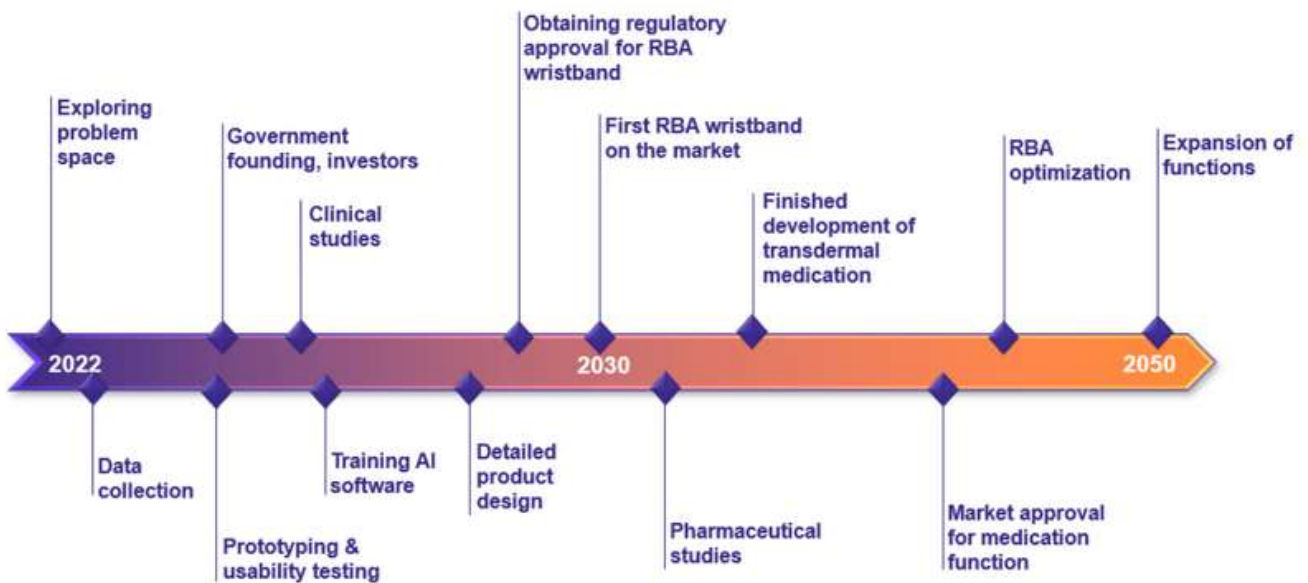 Exploring
problem
space
Government
founding, investors
Clinical
studies
Obtaining regulatory
approval for RBA
wristband
First RBA wristband
on the market
Finished
development of
transdermal
medication
RBA
optimization
Expansion of
functions
2022
2030
2050
Data
collection
Prototyping &
usability testing
Training AI
software
Detailed
product
design
Pharmaceutical
studies
Market approval
for medication
function